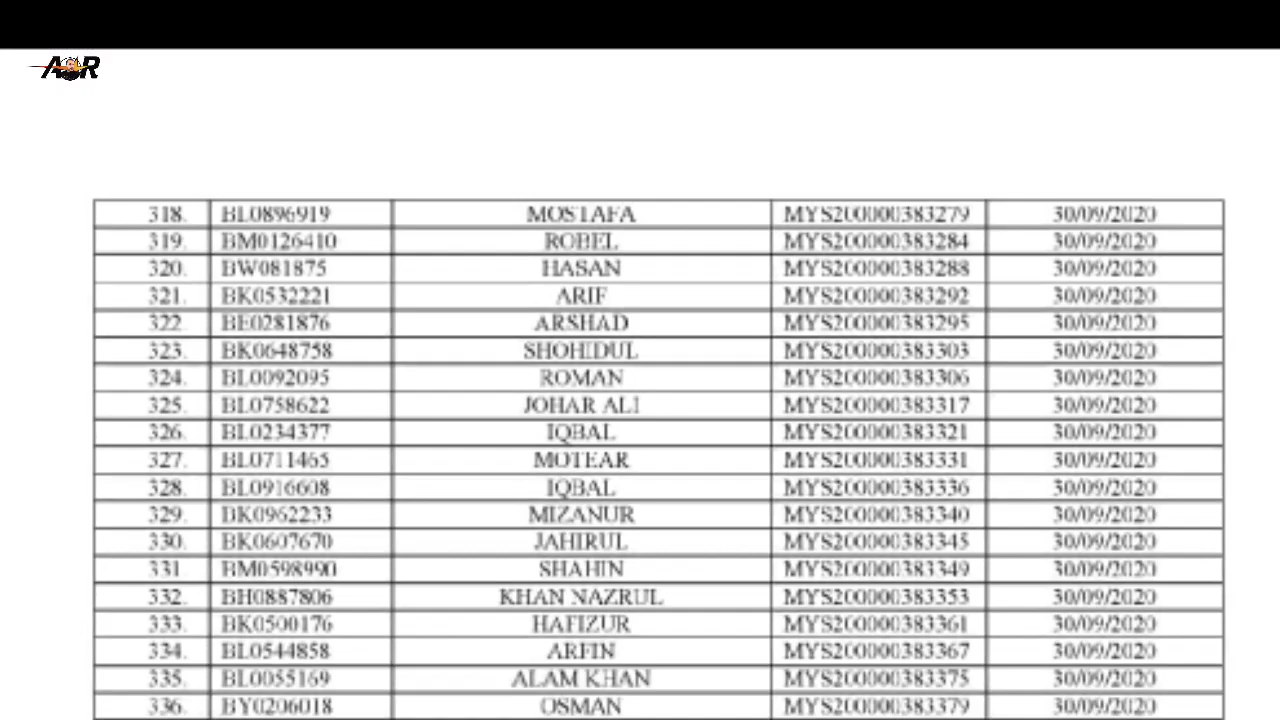 AOR
318. BL0896919 MOSTAFA MYS200000383279 30/09/2020
319. BM0126410 ROBEL MYS200000383284 30/09/2020
320. BW081875 HASAN MYS200000383288 30/09/2020
321. BK0532221 ARIF MYS200000383292 30/09/2020
322. BE0281876 ARSHAD MYS200000383295 30/09/2020
323. BK0648758 SHOHIDUL MYS200000383303 30/09/2020
324. BL0092095 ROMAN MYS200000383306 30/09/2020
325. BL0758622 JOHAR ALI MYS200000383317 30/09/2020
326. BL0234377 IQBAL MYS200000383321 30/09/2020
327. BL0711465 MOTEAR MYS200000383331 30/09/2020
328. BL0916608 IQBAL MYS200000383336 30/09/2020
329. BK0962233 MIZANUR MYS200000383340 30/09/2020
330. BK0607670 JAHIRUL MYS200000383345 30/09/2020
331. BM0598990 SHAHIN MYS200000383349 30/09/2020
332. BH0887806 KHAN NAZRUL MYS200000383353 30/09/2020
333. BK0500176 HAFIZUR MYS200000383361 30/09/2020
334. BL0544858 ARFIN MYS200000383367 30/09/2020
335. BL0055169 ALAM KHAN MYS200000383375 30/09/2020
336. BY0206018 OSMAN MYS200000383379 30/09/2020